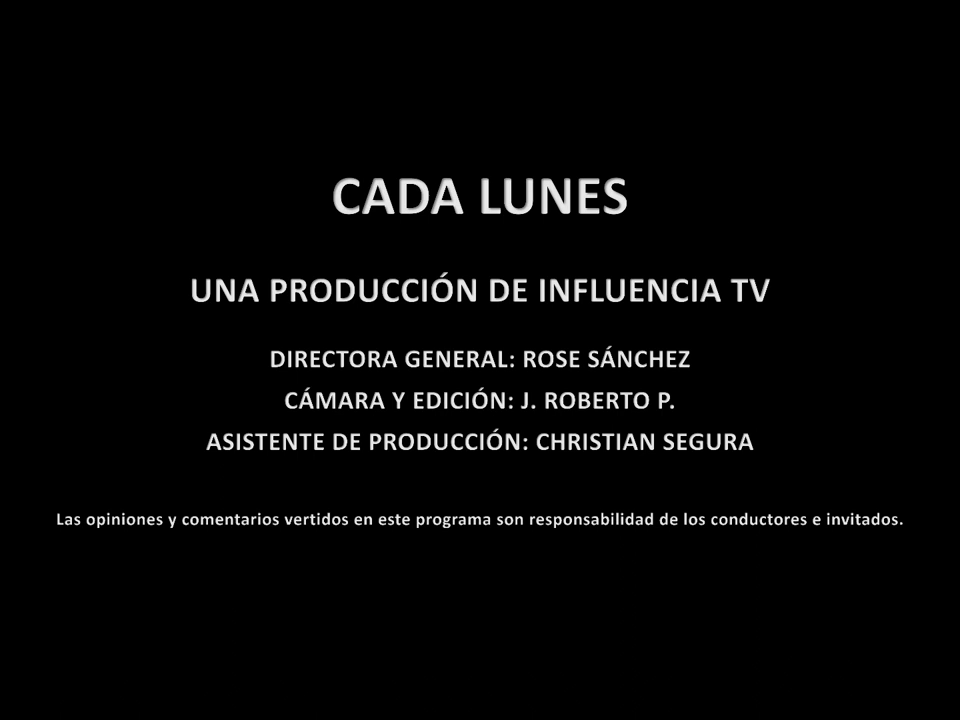 CADA LUNES
UNA PRODUCCIÓN DE INFLUENCIA TV
DIRECTORA GENERAL: ROSE SÁNCHEZ
CÁMARA Y EDICIÓN: J. ROBERTO P.
ASISTENTE DE PRODUCCIÓN: CHRISTIAN SEGURA
Las opiniones y comentarios vertidos en este programa son responsabilidad de los conductores e invitados.